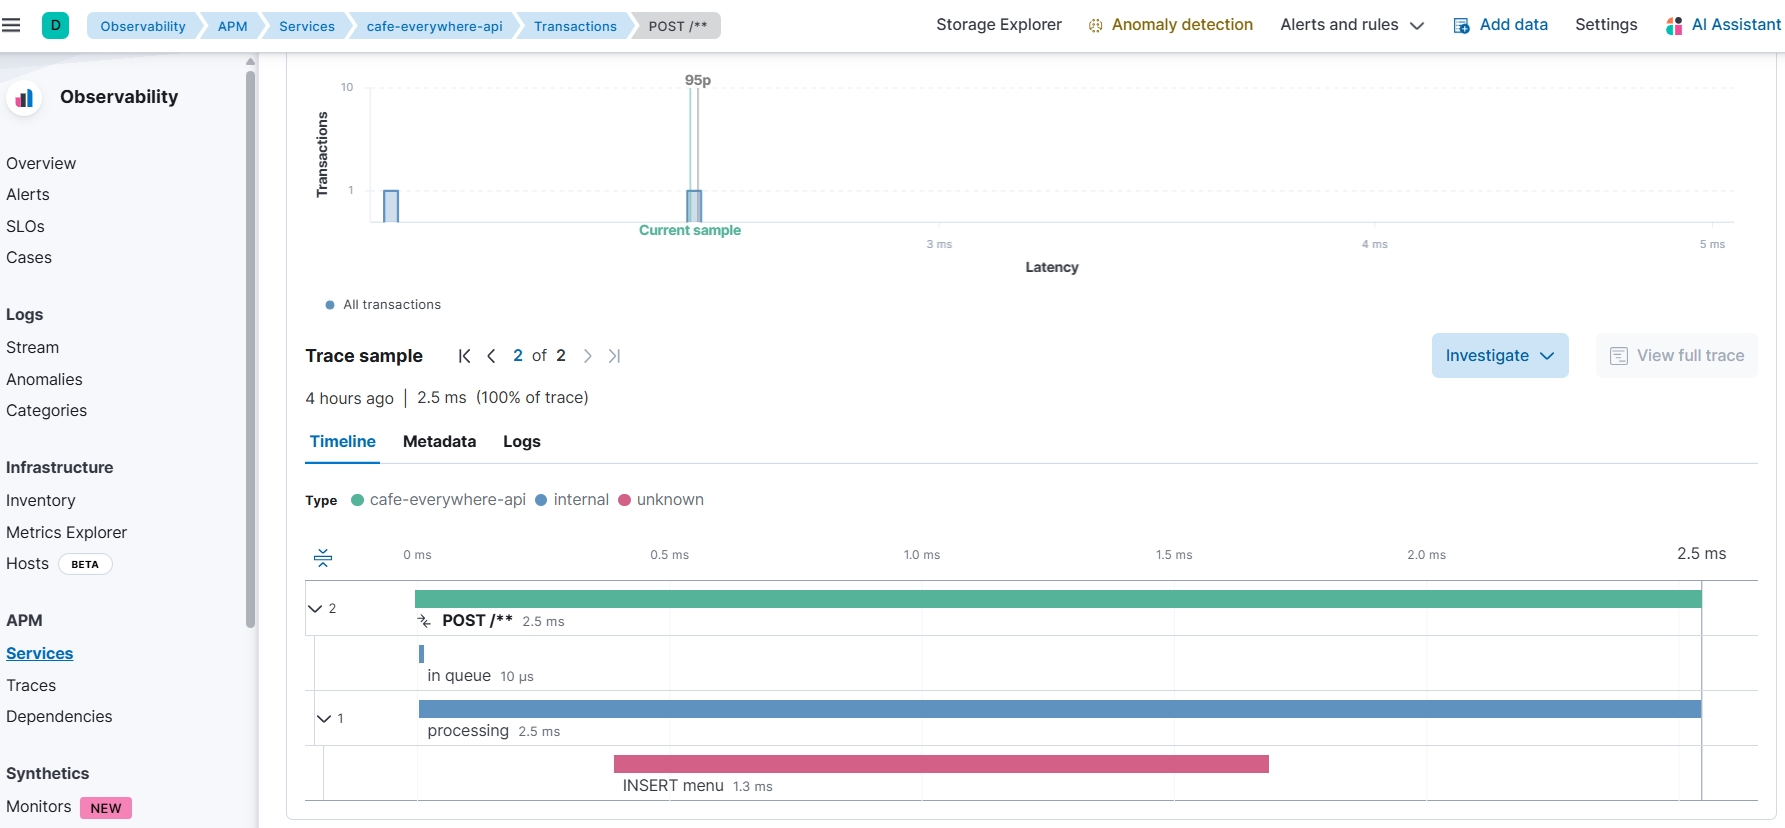 D
Observability
APM
Services
cafe-everywhere-api
Transactions
POST /**
Storage Explorer
Anomaly detection
Alerts and rules
Add data
Settings
AI Assistant
Observability
Overview
Alerts
SLOs
Cases
Logs
Stream
Anomalies
Categories
Infrastructure
Inventory
Metrics Explorer
Hosts BETA
APM
Services
Traces
Dependencies
Synthetics
Monitors NEW
95p
10
Transactions
1
Current sample
3 ms
4 ms
5 ms
Latency
All transactions
Trace sample
2 of 2
Investigate
View full trace
4 hours ago | 2.5 ms (100% of trace)
Timeline
Metadata
Logs
Type cafe-everywhere-api internal unknown
0 ms
0.5 ms
1.0 ms
1.5 ms
2.0 ms
2.5 ms
2
POST /** 2.5 ms
in queue 10 μs
1
processing 2.5 ms
INSERT menu 1.3 ms